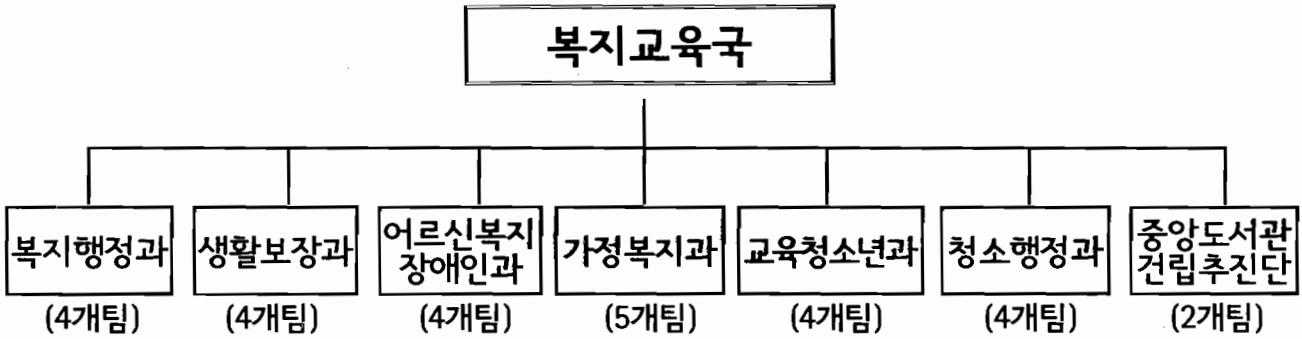 복지교육국
복지행정과
(4개팀)
생활보장과
(4개팀)
어르신복지
장애인과
(4개팀)
가정복지과
(5개팀)
교육청소년과
(4개팀)
청소행정과
(4개팀)
중앙도서관
건립추진단
(2개팀)